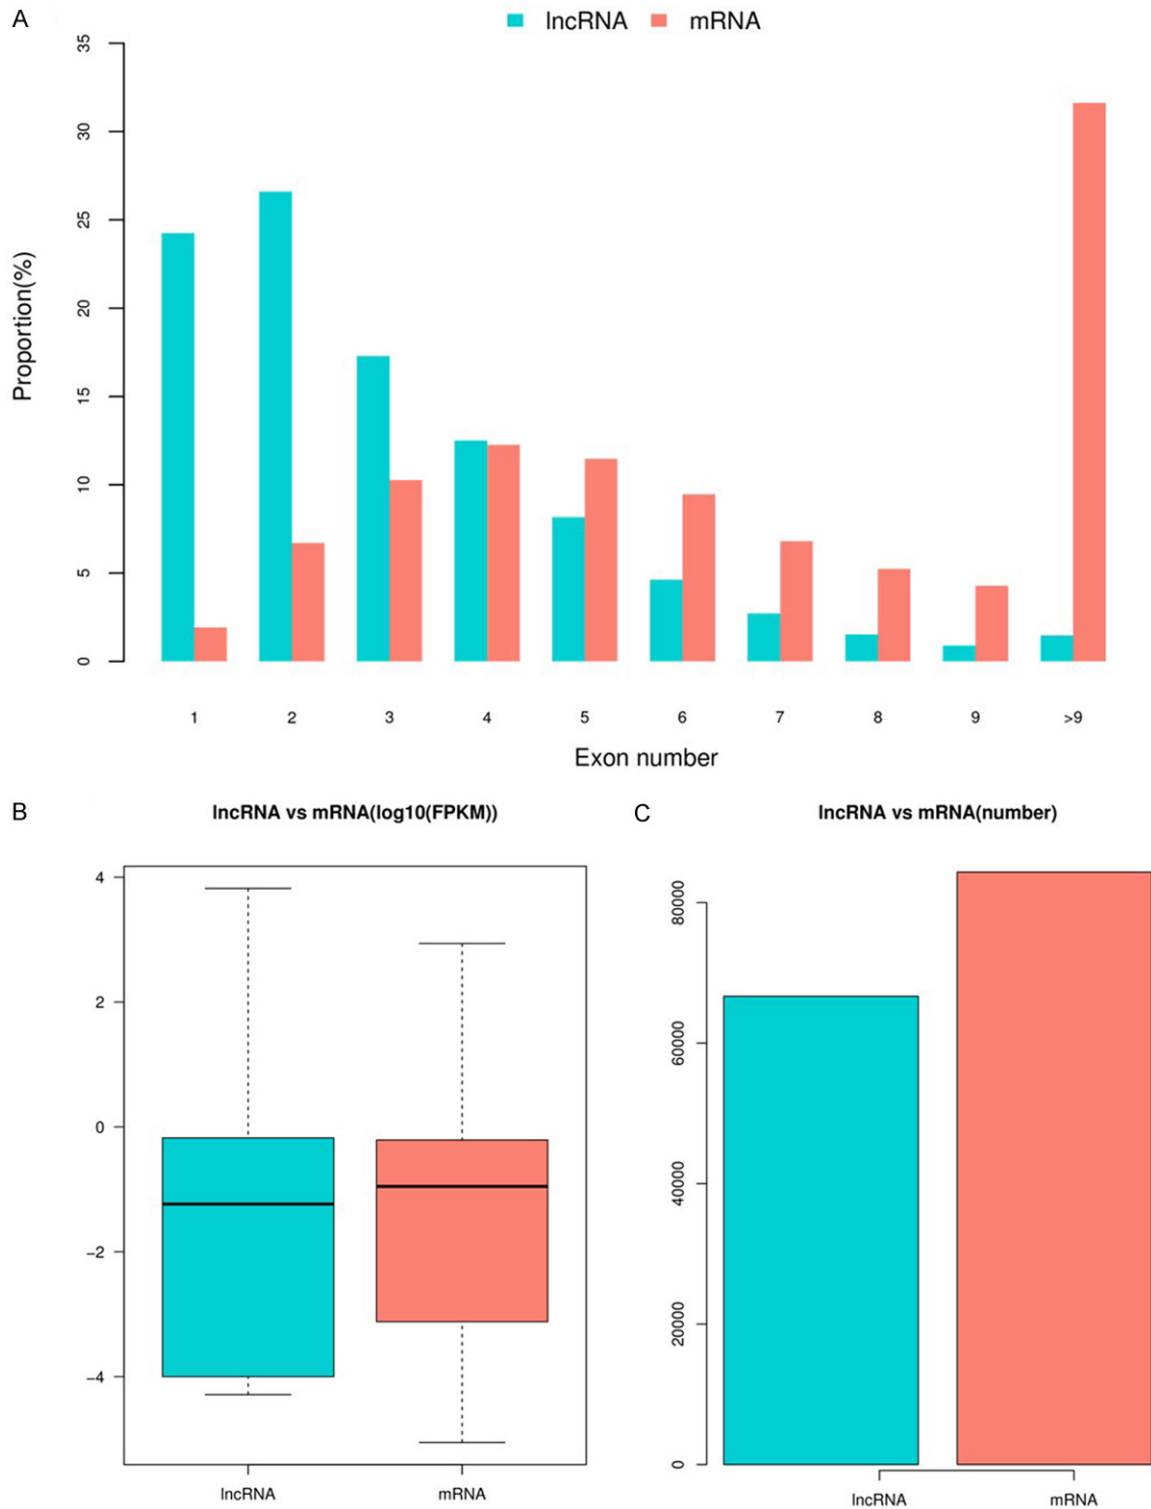 A
lncRNA mRNA
35
30
25
20
15
10
5
0
Proportion(%)
1 2 3 4 5 6 7 8 9 >9
Exon number
B
lncRNA vs mRNA(log10(FPKM))
4
2
0
−2
−4
lncRNA mRNA
C
lncRNA vs mRNA(number)
80000
60000
40000
20000
0
lncRNA mRNA